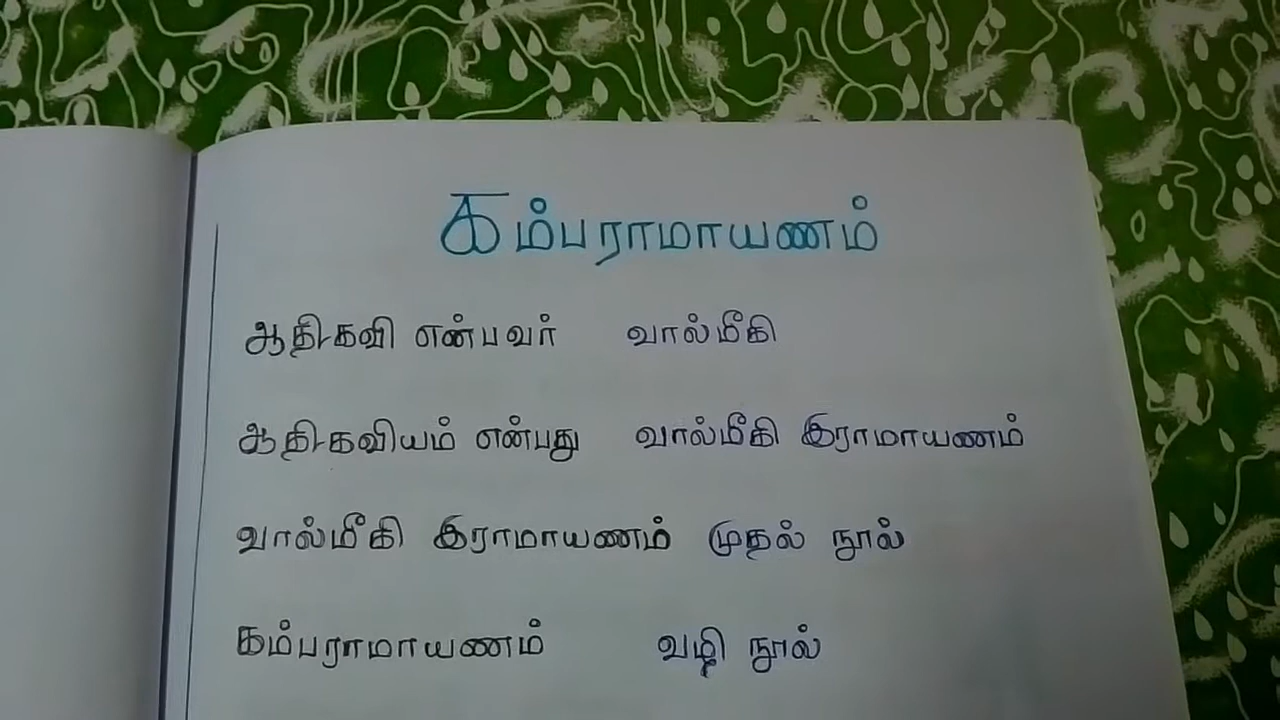 கம்பராமாயணம்
ஆதிகவி என்பவர் வால்மீகி
ஆதிகவியம் என்பது வால்மீகி இராமாயணம்
வால்மீகி இராமாயணம் முதல் நூல்
கம்பராமாயணம் வழி நூல்